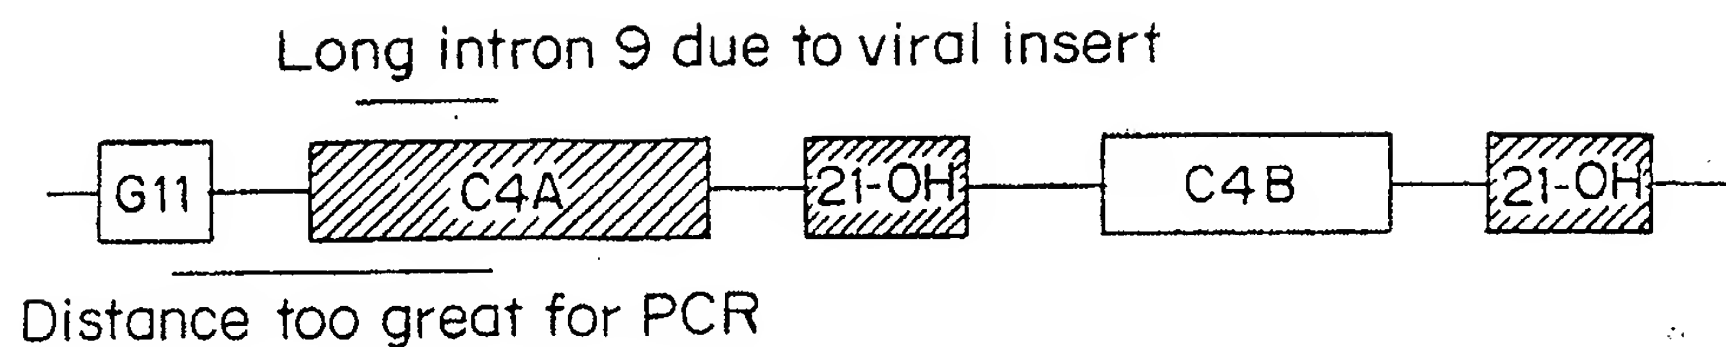 Long intron 9 due to viral insert
G11 C4A 21-OH C4B 21-OH
Distance too great for PCR